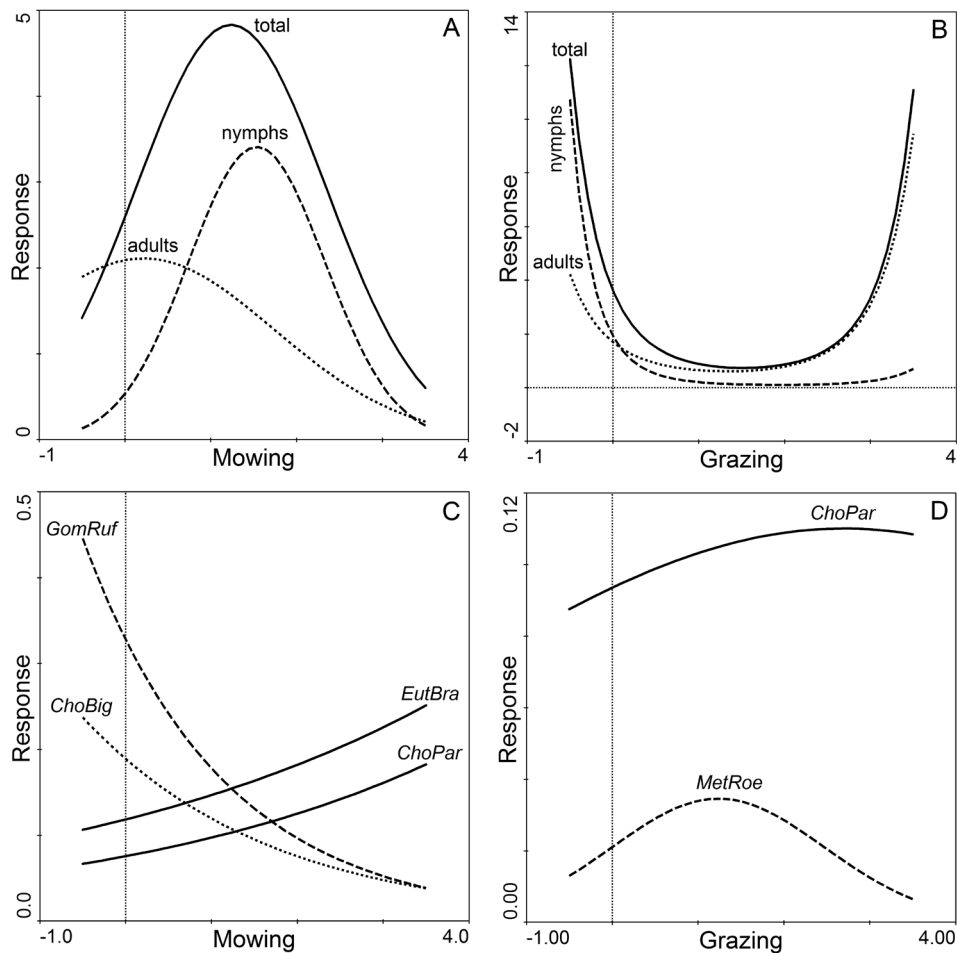 A
5
total
nymphs
adults
Response
0
-1
Mowing
4
B
14
total
nymphs
adults
Response
-2
-1
Grazing
4
C
0.5
GomRuf
ChoBig
EutBra
ChoPar
Response
0.0
-1.0
Mowing
4.0
D
0.12
ChoPar
MetRoe
Response
0.00
-1.00
Grazing
4.00